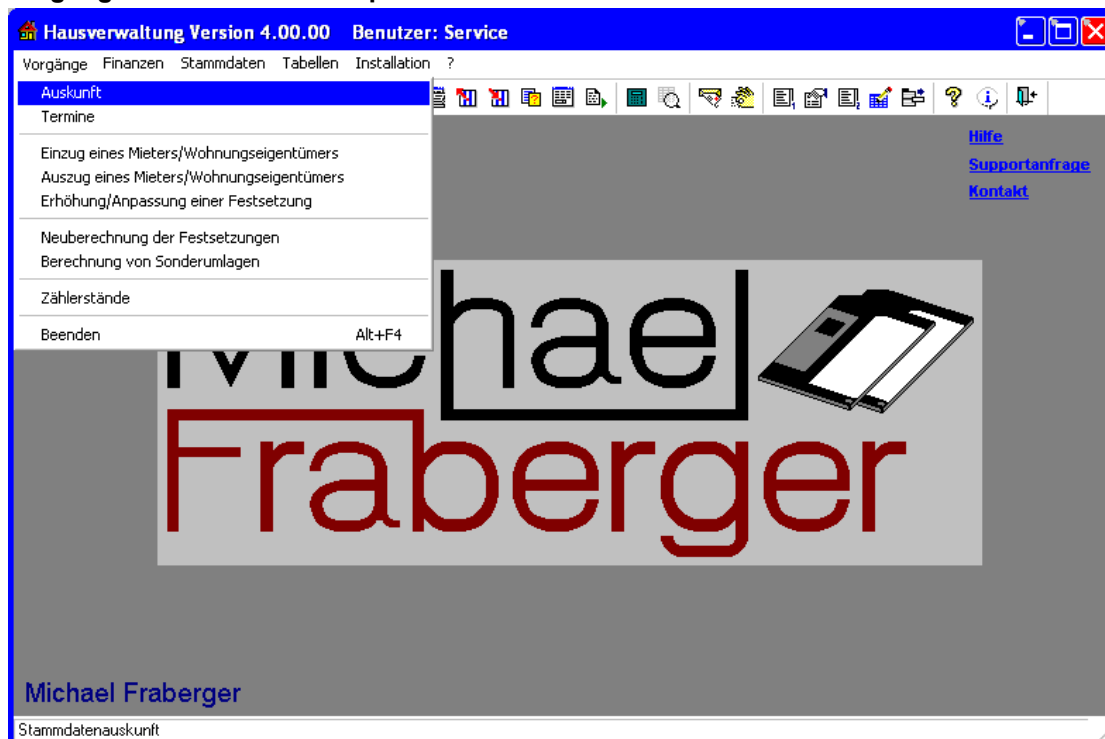 Hausverwaltung Version 4.00.00 Benutzer: Service
Vorgänge Finanzen Stammdaten Tabellen Installation ?
Auskunft
Termine
Einzug eines Mieters/Wohnungseigentümers
Auszug eines Mieters/Wohnungseigentümers
Erhöhung/Anpassung einer Festsetzung
Neuberechnung der Festsetzungen
Berechnung von Sonderumlagen
Zählerstände
Beenden Alt+F4
Hilfe
Supportanfrage
Kontakt
Michael
Fraberger
Michael Fraberger
Stammdatenauskunft